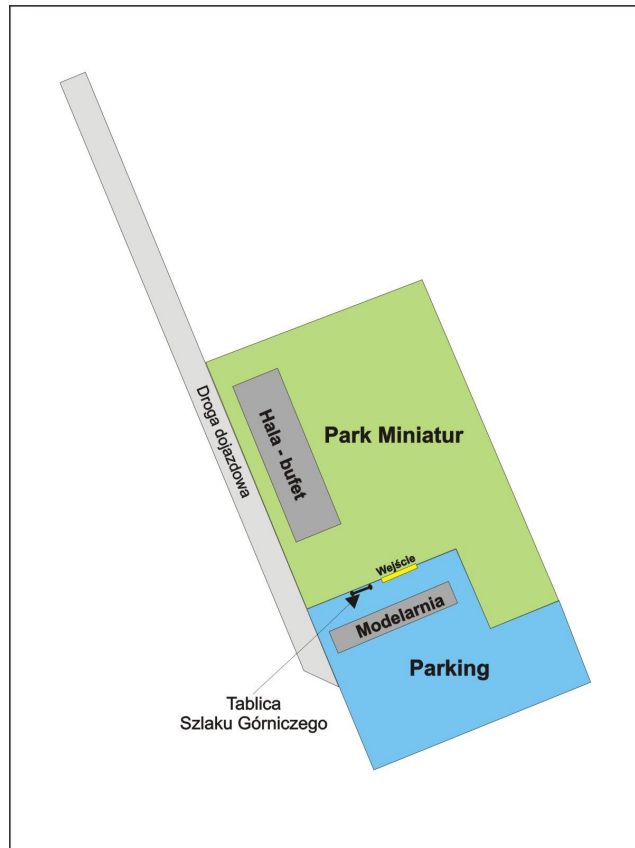 Droga dojazdowa
Hala - bufet
Park Miniatur
Wejście
Modelarnia
Parking
Tablica
Szlaku Górniczego